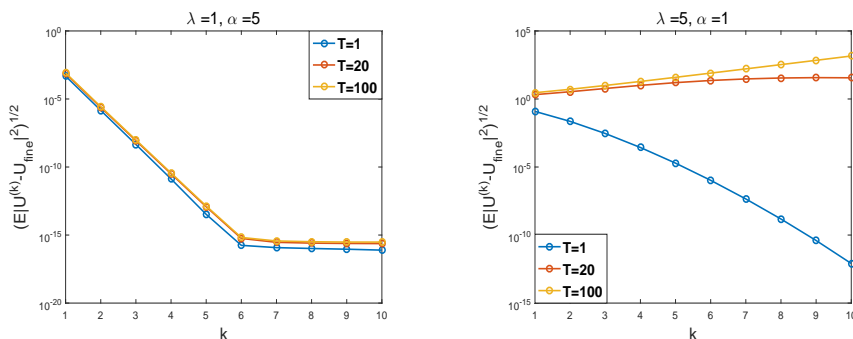 λ =1, α =5
10^0
10^-5
10^-10
10^-15
10^-20
(E|U^(k)-U_fine|^2)^1/2
1 2 3 4 5 6 7 8 9 10
k
T=1
T=20
T=100
λ =5, α =1
10^5
10^0
10^-5
10^-10
10^-15
(E|U^(k)-U_fine|^2)^1/2
1 2 3 4 5 6 7 8 9 10
k
T=1
T=20
T=100